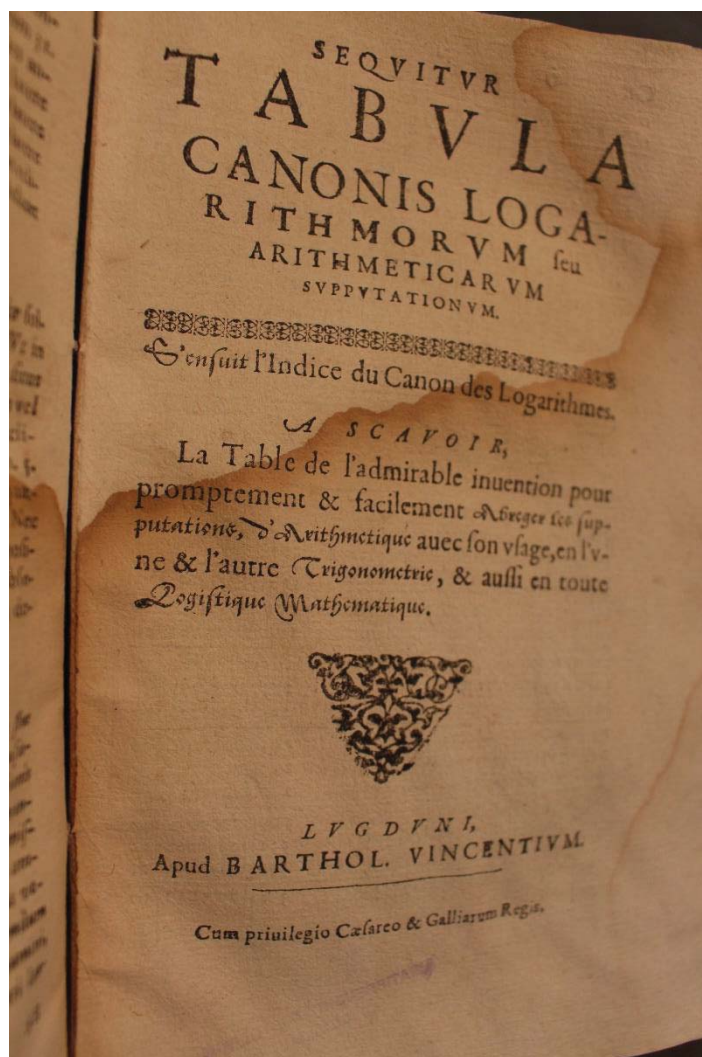 SEQVITVR
TABVLA
CANONIS LOGA-
RITHMORVM ſeu
ARITHMETICARVM
SVPPVTATIONVM.
S'enſuit l'Indice du Canon des Logarithmes.
A SCAVOIR,
La Table de l'admirable inuention pour
promptement & facilement Abreger les ſup-
putations, d'Arithmetique auec ſon vſage, en l'v-
ne & l'autre Trigonometrie, & auſſi en toute
Logiſtique Mathematique.
LVGDVNI,
Apud BARTHOL. VINCENTIVM.
Cum priuilegio Cæſareo & Galliarum Regis.